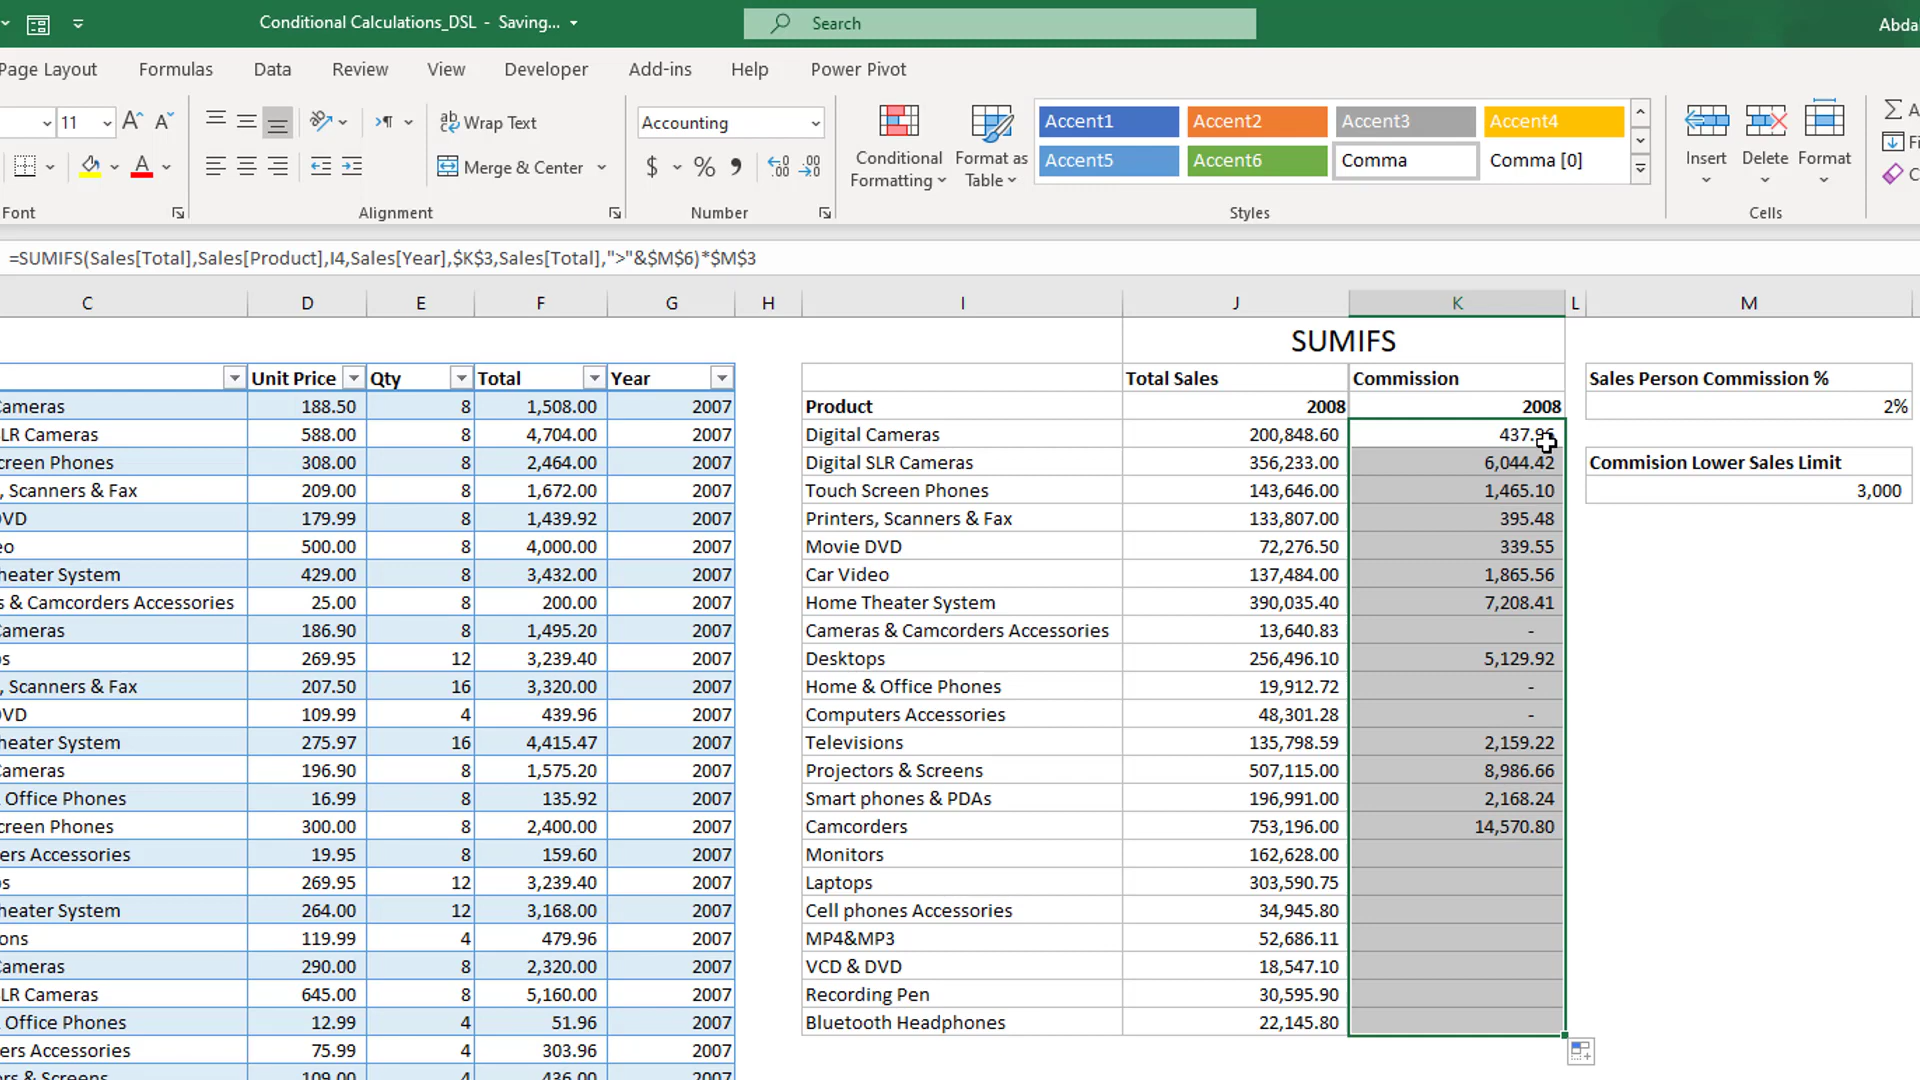 Conditional Calculations_DSL - Saving...
Search
Abdal
Page Layout Formulas Data Review View Developer Add-ins Help Power Pivot
11 Wrap Text Accounting Accent1 Accent2 Accent3 Accent4
Merge & Center $ % Conditional Formatting Format as Table Accent5 Accent6 Comma Comma [0] Insert Delete Format
Font Alignment Number Styles Cells
=SUMIFS(Sales[Total],Sales[Product],I4,Sales[Year],$K$3,Sales[Total],">"&$M$6)*$M$3
C D E F G H I J K L M
SUMIFS
Unit Price Qty Total Year Total Sales Commission Sales Person Commission %
Cameras 188.50 8 1,508.00 2007 Product 2008 2008 2%
LR Cameras 588.00 8 4,704.00 2007 Digital Cameras 200,848.60 437.96
creen Phones 308.00 8 2,464.00 2007 Digital SLR Cameras 356,233.00 6,044.42 Commision Lower Sales Limit
, Scanners & Fax 209.00 8 1,672.00 2007 Touch Screen Phones 143,646.00 1,465.10 3,000
VD 179.99 8 1,439.92 2007 Printers, Scanners & Fax 133,807.00 395.48
eo 500.00 8 4,000.00 2007 Movie DVD 72,276.50 339.55
heater System 429.00 8 3,432.00 2007 Car Video 137,484.00 1,865.56
s & Camcorders Accessories 25.00 8 200.00 2007 Home Theater System 390,035.40 7,208.41
ameras 186.90 8 1,495.20 2007 Cameras & Camcorders Accessories 13,640.83 -
s 269.95 12 3,239.40 2007 Desktops 256,496.10 5,129.92
, Scanners & Fax 207.50 16 3,320.00 2007 Home & Office Phones 19,912.72 -
VD 109.99 4 439.96 2007 Computers Accessories 48,301.28 -
heater System 275.97 16 4,415.47 2007 Televisions 135,798.59 2,159.22
Cameras 196.90 8 1,575.20 2007 Projectors & Screens 507,115.00 8,986.66
Office Phones 16.99 8 135.92 2007 Smart phones & PDAs 196,991.00 2,168.24
creen Phones 300.00 8 2,400.00 2007 Camcorders 753,196.00 14,570.80
ers Accessories 19.95 8 159.60 2007 Monitors 162,628.00
s 269.95 12 3,239.40 2007 Laptops 303,590.75
heater System 264.00 12 3,168.00 2007 Cell phones Accessories 34,945.80
ons 119.99 4 479.96 2007 MP4&MP3 52,686.11
Cameras 290.00 8 2,320.00 2007 VCD & DVD 18,547.10
LR Cameras 645.00 8 5,160.00 2007 Recording Pen 30,595.90
Office Phones 12.99 4 51.96 2007 Bluetooth Headphones 22,145.80
ers Accessories 75.99 4 303.96 2007
rs & Screens 109.00 4 436.00 2007